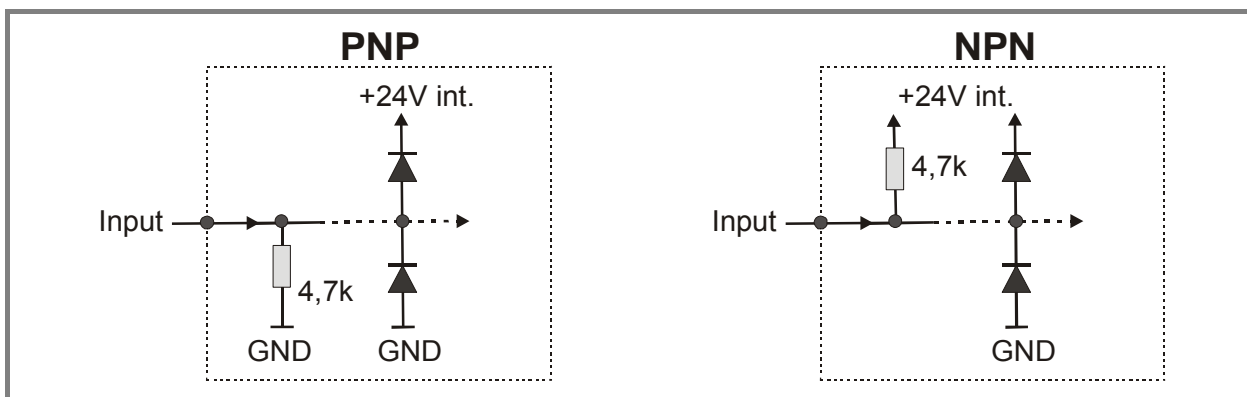 PNP
+24V int.
Input
4,7k
GND
GND
NPN
+24V int.
4,7k
Input
GND